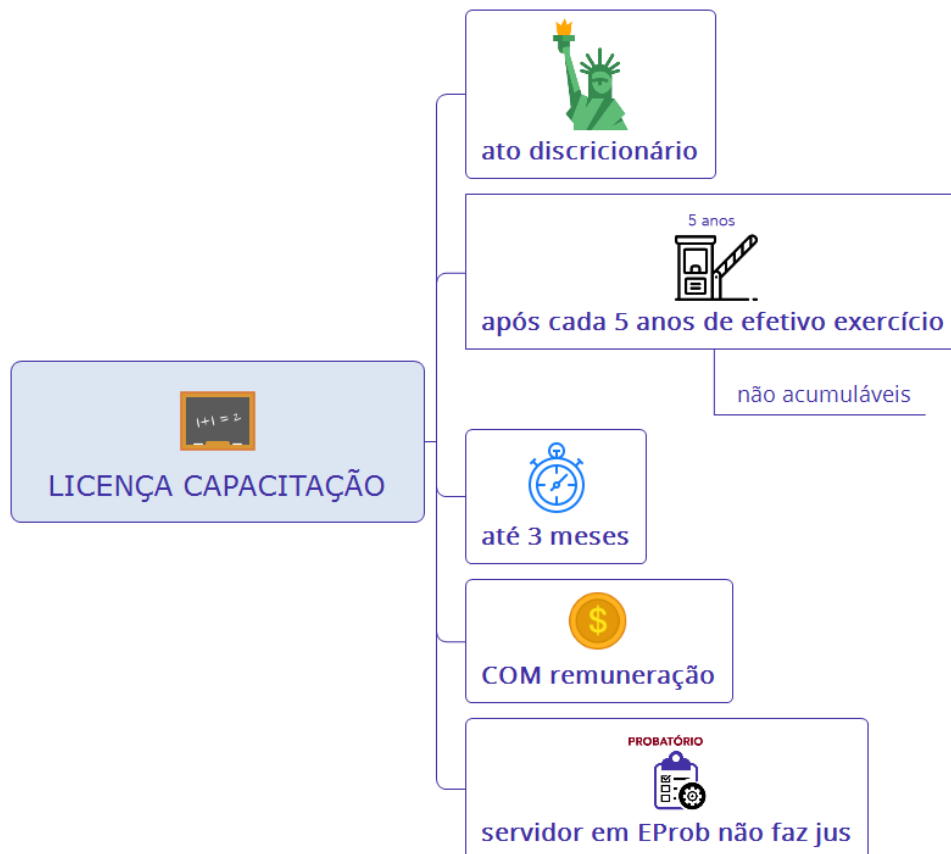 ato discricionário
5 anos
após cada 5 anos de efetivo exercício
não acumuláveis
1+1 = 2
LICENÇA CAPACITAÇÃO
até 3 meses
$
COM remuneração
PROBATÓRIO
servidor em EProb não faz jus